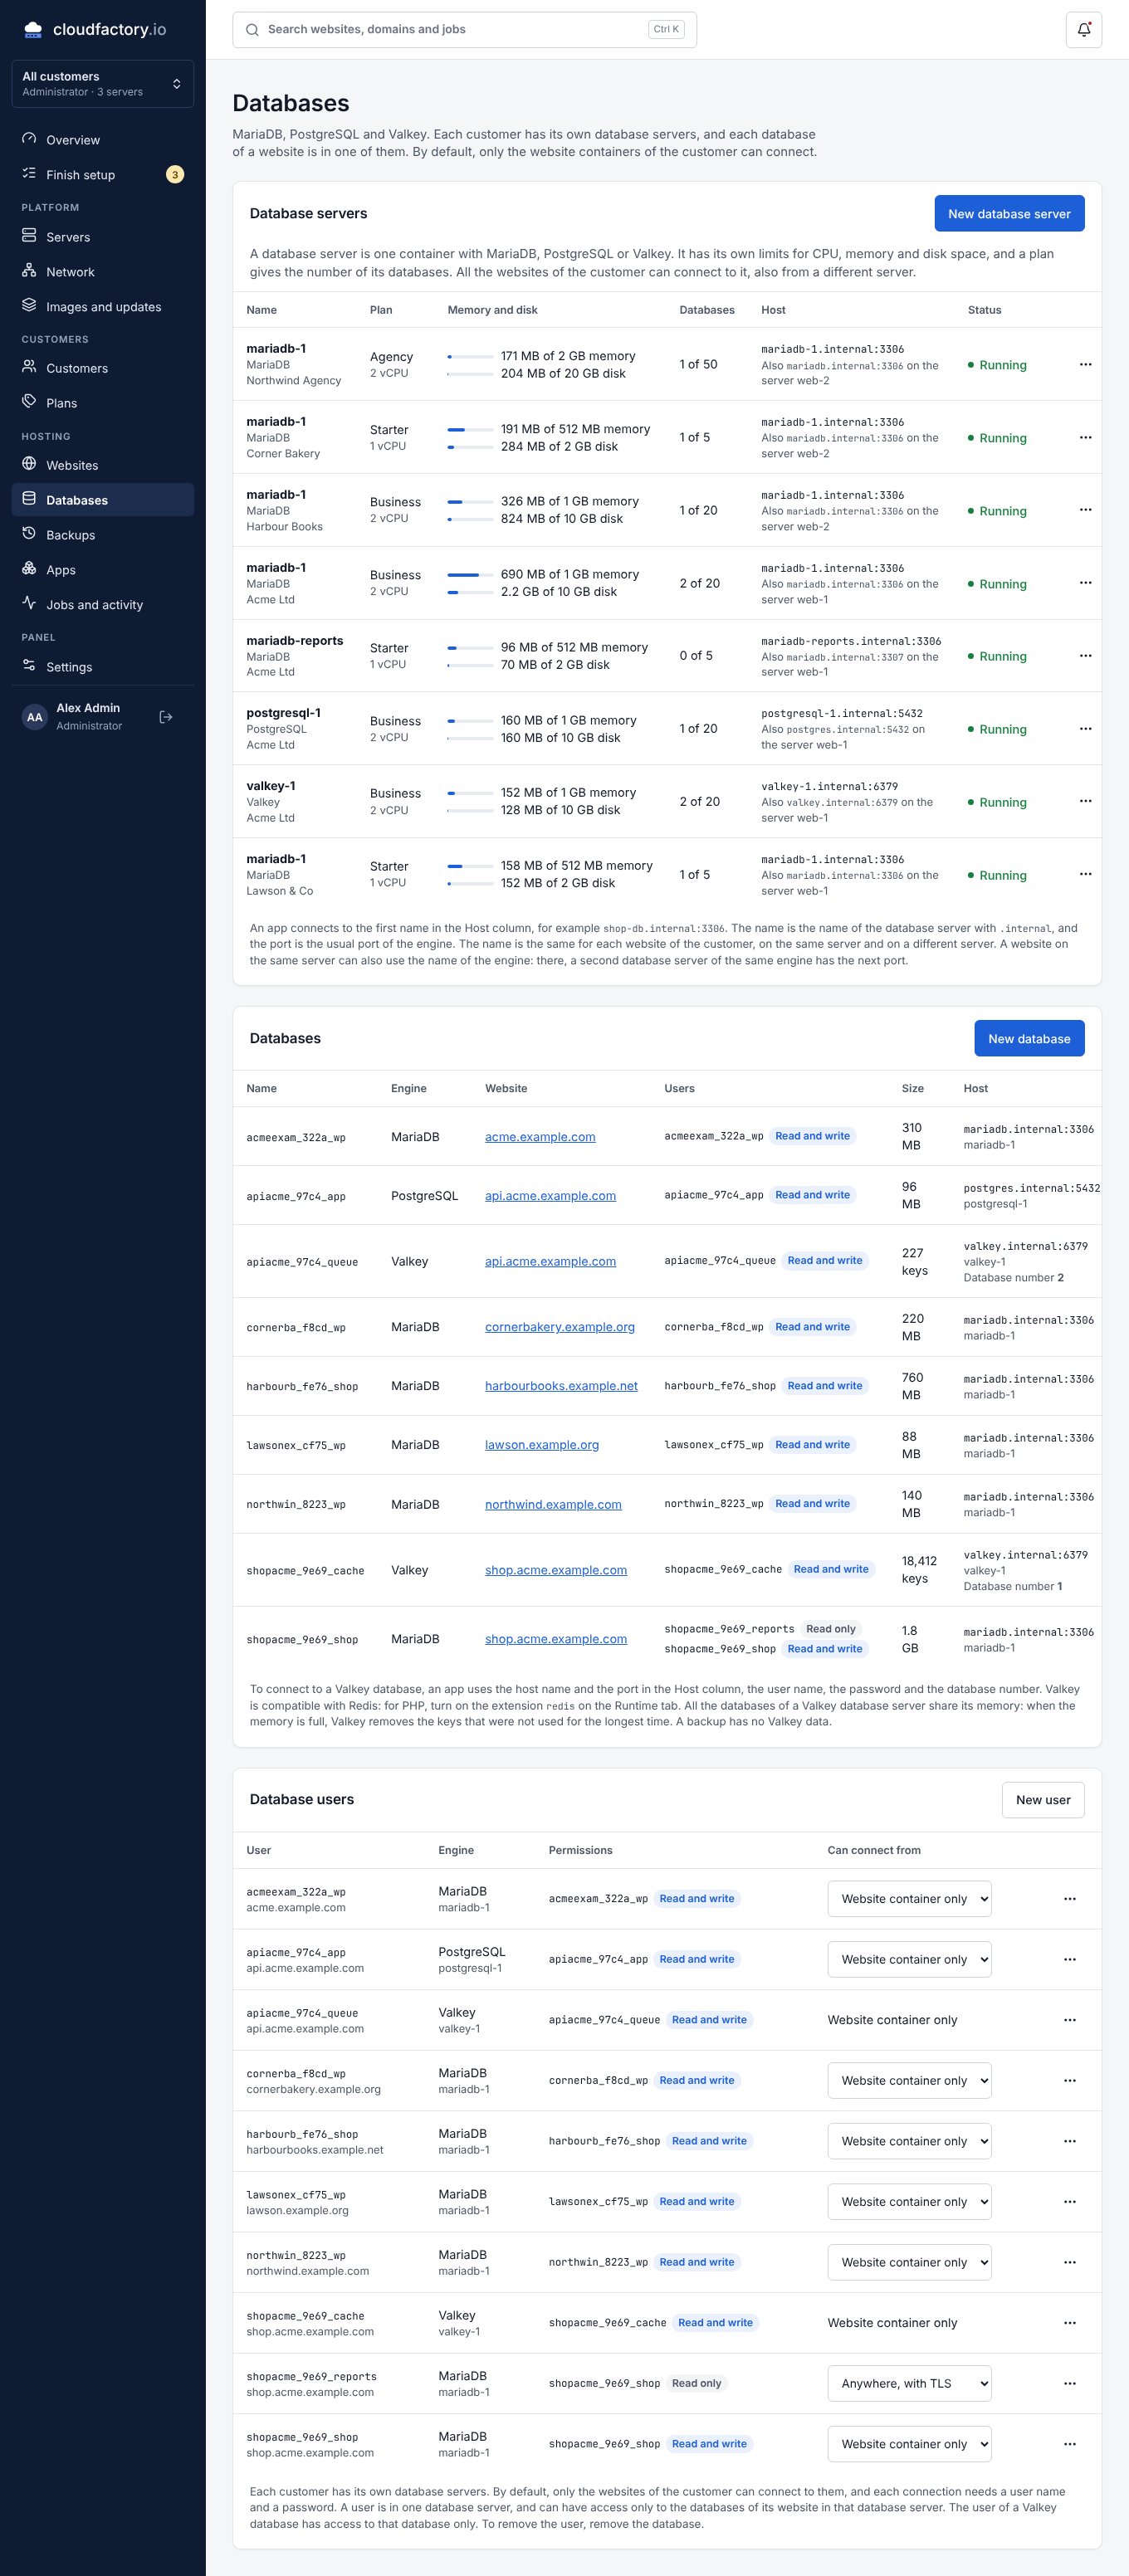 cloudfactory.io
All customers
Administrator · 3 servers
Overview
Finish setup 3
PLATFORM
Servers
Network
Images and updates
CUSTOMERS
Customers
Plans
HOSTING
Websites
Databases
Backups
Apps
Jobs and activity
PANEL
Settings
AA Alex Admin
Administrator
Search websites, domains and jobs Ctrl K
Databases
MariaDB, PostgreSQL and Valkey. Each customer has its own database servers, and each database
of a website is in one of them. By default, only the website containers of the customer can connect.
Database servers New database server
A database server is one container with MariaDB, PostgreSQL or Valkey. It has its own limits for CPU, memory and disk space, and a plan
gives the number of its databases. All the websites of the customer can connect to it, also from a different server.
Name Plan Memory and disk Databases Host Status
mariadb-1
MariaDB
Northwind Agency
Agency
2 vCPU
171 MB of 2 GB memory
204 MB of 20 GB disk
1 of 50
mariadb-1.internal:3306
Also mariadb.internal:3306 on the
server web-2
Running
mariadb-1
MariaDB
Corner Bakery
Starter
1 vCPU
191 MB of 512 MB memory
284 MB of 2 GB disk
1 of 5
mariadb-1.internal:3306
Also mariadb.internal:3306 on the
server web-2
Running
mariadb-1
MariaDB
Harbour Books
Business
2 vCPU
326 MB of 1 GB memory
824 MB of 10 GB disk
1 of 20
mariadb-1.internal:3306
Also mariadb.internal:3306 on the
server web-2
Running
mariadb-1
MariaDB
Acme Ltd
Business
2 vCPU
690 MB of 1 GB memory
2.2 GB of 10 GB disk
2 of 20
mariadb-1.internal:3306
Also mariadb.internal:3306 on the
server web-1
Running
mariadb-reports
MariaDB
Acme Ltd
Starter
1 vCPU
96 MB of 512 MB memory
70 MB of 2 GB disk
0 of 5
mariadb-reports.internal:3306
Also mariadb.internal:3307 on the
server web-1
Running
postgresql-1
PostgreSQL
Acme Ltd
Business
2 vCPU
160 MB of 1 GB memory
160 MB of 10 GB disk
1 of 20
postgresql-1.internal:5432
Also postgres.internal:5432 on
the server web-1
Running
valkey-1
Valkey
Acme Ltd
Business
2 vCPU
152 MB of 1 GB memory
128 MB of 10 GB disk
2 of 20
valkey-1.internal:6379
Also valkey.internal:6379 on the
server web-1
Running
mariadb-1
MariaDB
Lawson & Co
Starter
1 vCPU
158 MB of 512 MB memory
152 MB of 2 GB disk
1 of 5
mariadb-1.internal:3306
Also mariadb.internal:3306 on the
server web-1
Running
An app connects to the first name in the Host column, for example shop-db.internal:3306. The name is the name of the database server with .internal, and
the port is the usual port of the engine. The name is the same for each website of the customer, on the same server and on a different server. A website on
the same server can also use the name of the engine: there, a second database server of the same engine has the next port.
Databases New database
Name Engine Website Users Size Host
acmeexam_322a_wp MariaDB acme.example.com acmeexam_322a_wp Read and write
310
MB
mariadb.internal:3306
mariadb-1
apiacme_97c4_app PostgreSQL api.acme.example.com apiacme_97c4_app Read and write
96
MB
postgres.internal:5432
postgresql-1
apiacme_97c4_queue Valkey api.acme.example.com apiacme_97c4_queue Read and write
227
keys
valkey.internal:6379
valkey-1
Database number 2
cornerba_f8cd_wp MariaDB cornerbakery.example.org cornerba_f8cd_wp Read and write
220
MB
mariadb.internal:3306
mariadb-1
harbourb_fe76_shop MariaDB harbourbooks.example.net harbourb_fe76_shop Read and write
760
MB
mariadb.internal:3306
mariadb-1
lawsonex_cf75_wp MariaDB lawson.example.org lawsonex_cf75_wp Read and write
88
MB
mariadb.internal:3306
mariadb-1
northwin_8223_wp MariaDB northwind.example.com northwin_8223_wp Read and write
140
MB
mariadb.internal:3306
mariadb-1
shopacme_9e69_cache Valkey shop.acme.example.com shopacme_9e69_cache Read and write
18,412
keys
valkey.internal:6379
valkey-1
Database number 1
shopacme_9e69_shop MariaDB shop.acme.example.com
shopacme_9e69_reports Read only
shopacme_9e69_shop Read and write
1.8
GB
mariadb.internal:3306
mariadb-1
To connect to a Valkey database, an app uses the host name and the port in the Host column, the user name, the password and the database number. Valkey
is compatible with Redis: for PHP, turn on the extension redis on the Runtime tab. All the databases of a Valkey database server share its memory: when the
memory is full, Valkey removes the keys that were not used for the longest time. A backup has no Valkey data.
Database users New user
User Engine Permissions Can connect from
acmeexam_322a_wp
acme.example.com
MariaDB
mariadb-1
acmeexam_322a_wp Read and write
Website container only
apiacme_97c4_app
api.acme.example.com
PostgreSQL
postgresql-1
apiacme_97c4_app Read and write
Website container only
apiacme_97c4_queue
api.acme.example.com
Valkey
valkey-1
apiacme_97c4_queue Read and write
Website container only
cornerba_f8cd_wp
cornerbakery.example.org
MariaDB
mariadb-1
cornerba_f8cd_wp Read and write
Website container only
harbourb_fe76_shop
harbourbooks.example.net
MariaDB
mariadb-1
harbourb_fe76_shop Read and write
Website container only
lawsonex_cf75_wp
lawson.example.org
MariaDB
mariadb-1
lawsonex_cf75_wp Read and write
Website container only
northwin_8223_wp
northwind.example.com
MariaDB
mariadb-1
northwin_8223_wp Read and write
Website container only
shopacme_9e69_cache
shop.acme.example.com
Valkey
valkey-1
shopacme_9e69_cache Read and write
Website container only
shopacme_9e69_reports
shop.acme.example.com
MariaDB
mariadb-1
shopacme_9e69_shop Read only
Anywhere, with TLS
shopacme_9e69_shop
shop.acme.example.com
MariaDB
mariadb-1
shopacme_9e69_shop Read and write
Website container only
Each customer has its own database servers. By default, only the websites of the customer can connect to them, and each connection needs a user name
and a password. A user is in one database server, and can have access only to the databases of its website in that database server. The user of a Valkey
database has access to that database only. To remove the user, remove the database.